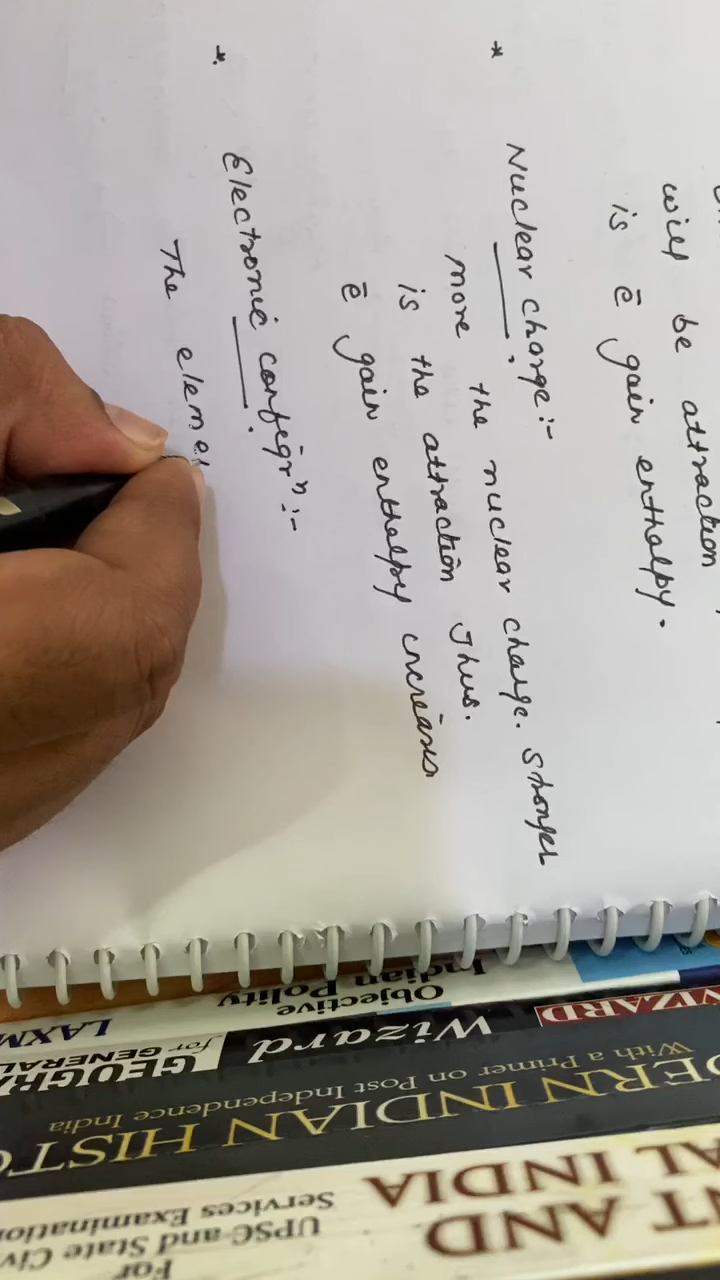 will be attraction
is ē gain enthalpy.
* Nuclear charge:-
more the nuclear charge. stronger
is the attraction Thus.
ē gain enthalpy increases
*. Electronic configrⁿ:-
The elemen
Objective
Indian Polity
LAXM
WIZARD
Wizard
for GENERAL
GEOGRA
With a Primer on Post Independence India
DERN INDIAN HISTO
NT AND
AL INDIA
For
UPSC and State Civ
Services Examination